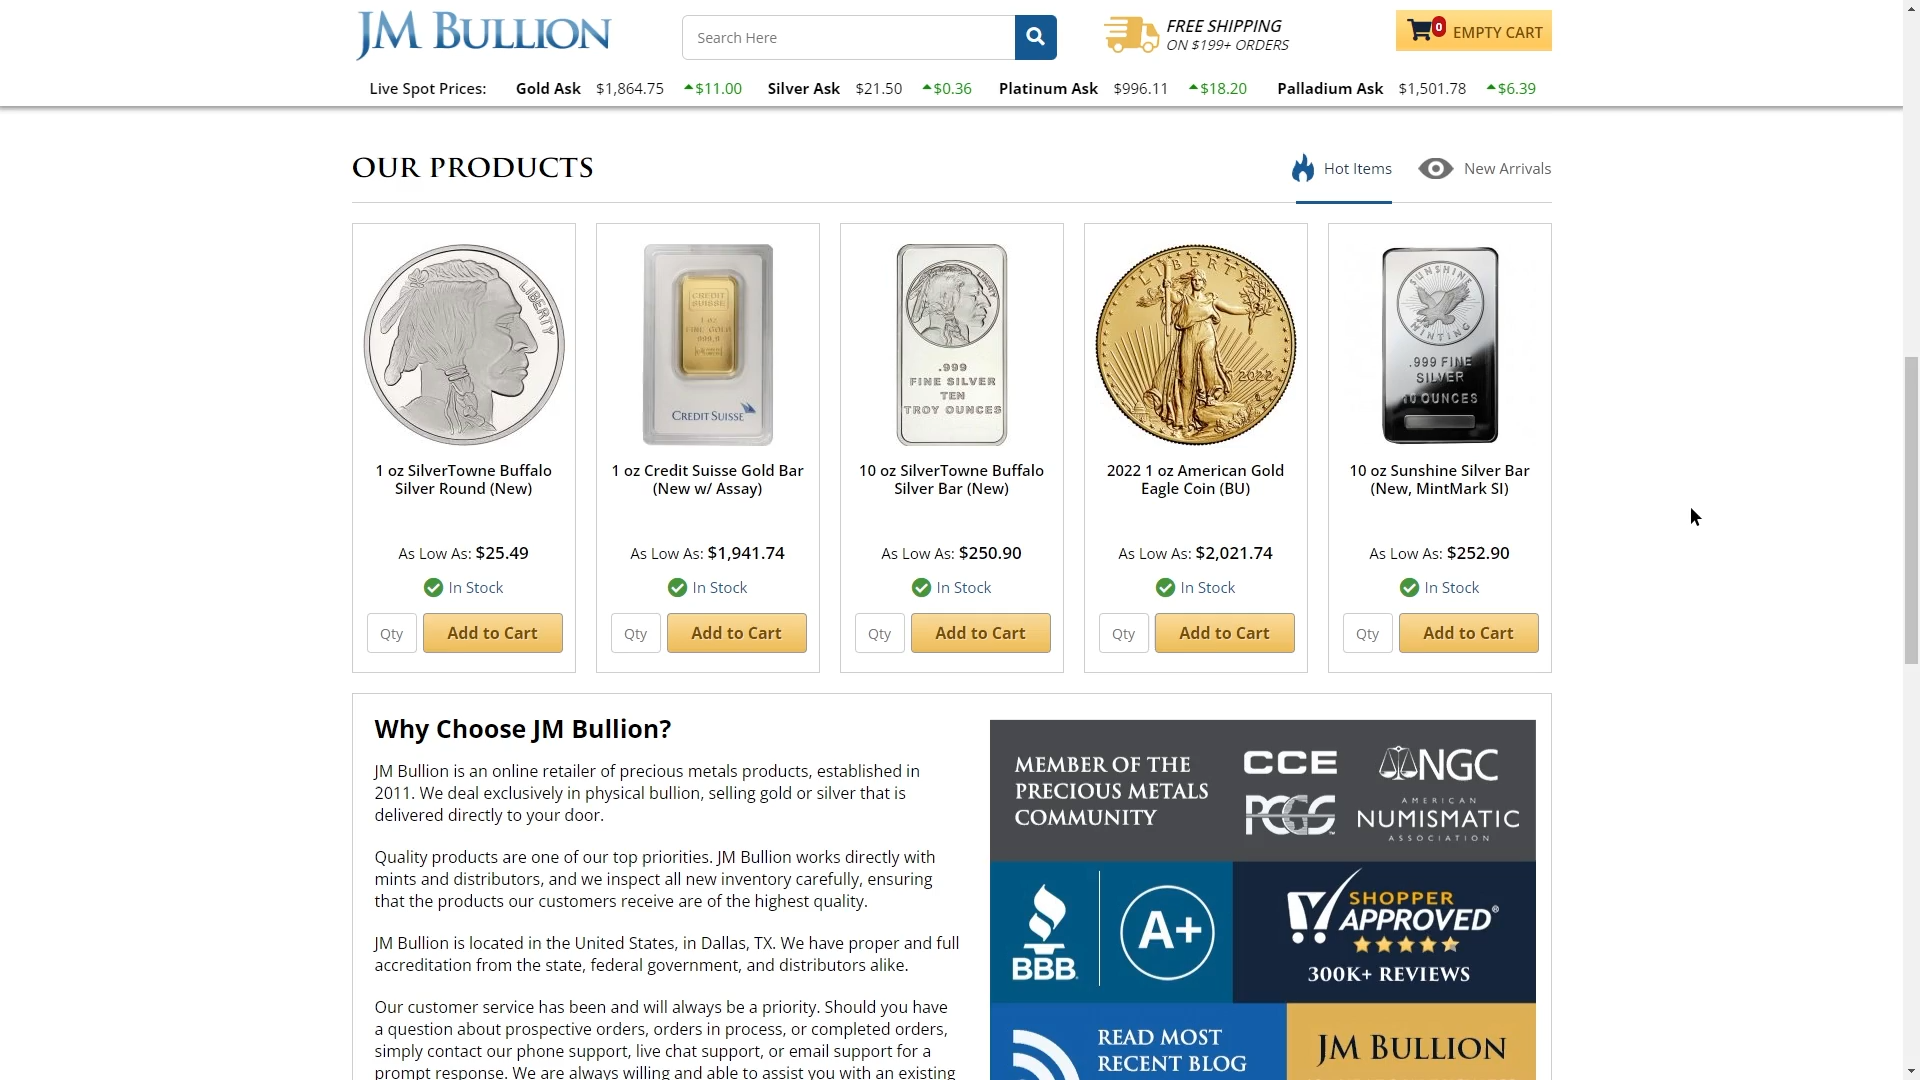 JM BULLION
Search Here
FREE SHIPPING
ON $199+ ORDERS
0
EMPTY CART
Live Spot Prices: Gold Ask $1,864.75 $11.00 Silver Ask $21.50 $0.36 Platinum Ask $996.11 $18.20 Palladium Ask $1,501.78 $6.39
OUR PRODUCTS
Hot Items
New Arrivals
LIBERTY
1 oz SilverTowne Buffalo
Silver Round (New)
As Low As: $25.49
In Stock
Qty
Add to Cart
CREDIT
SUISSE
1 oz
FINE GOLD
999,9
CREDIT SUISSE
1 oz Credit Suisse Gold Bar
(New w/ Assay)
As Low As: $1,941.74
In Stock
Qty
Add to Cart
LIBERTY
.999
FINE SILVER
TEN
TROY OUNCES
10 oz SilverTowne Buffalo
Silver Bar (New)
As Low As: $250.90
In Stock
Qty
Add to Cart
LIBERTY
2022
2022 1 oz American Gold
Eagle Coin (BU)
As Low As: $2,021.74
In Stock
Qty
Add to Cart
SUNSHINE
MINTING
.999 FINE
SILVER
10 OUNCES
10 oz Sunshine Silver Bar
(New, MintMark SI)
As Low As: $252.90
In Stock
Qty
Add to Cart
Why Choose JM Bullion?
JM Bullion is an online retailer of precious metals products, established in
2011. We deal exclusively in physical bullion, selling gold or silver that is
delivered directly to your door.
Quality products are one of our top priorities. JM Bullion works directly with
mints and distributors, and we inspect all new inventory carefully, ensuring
that the products our customers receive are of the highest quality.
JM Bullion is located in the United States, in Dallas, TX. We have proper and full
accreditation from the state, federal government, and distributors alike.
Our customer service has been and will always be a priority. Should you have
a question about prospective orders, orders in process, or completed orders,
simply contact our phone support, live chat support, or email support for a
prompt response. We are always willing and able to assist you with an existing
MEMBER OF THE
PRECIOUS METALS
COMMUNITY
CCE
NGC
PCGS
AMERICAN
NUMISMATIC
ASSOCIATION
BBB.
A+
SHOPPER
APPROVED®
300K+ REVIEWS
READ MOST
RECENT BLOG
JM BULLION